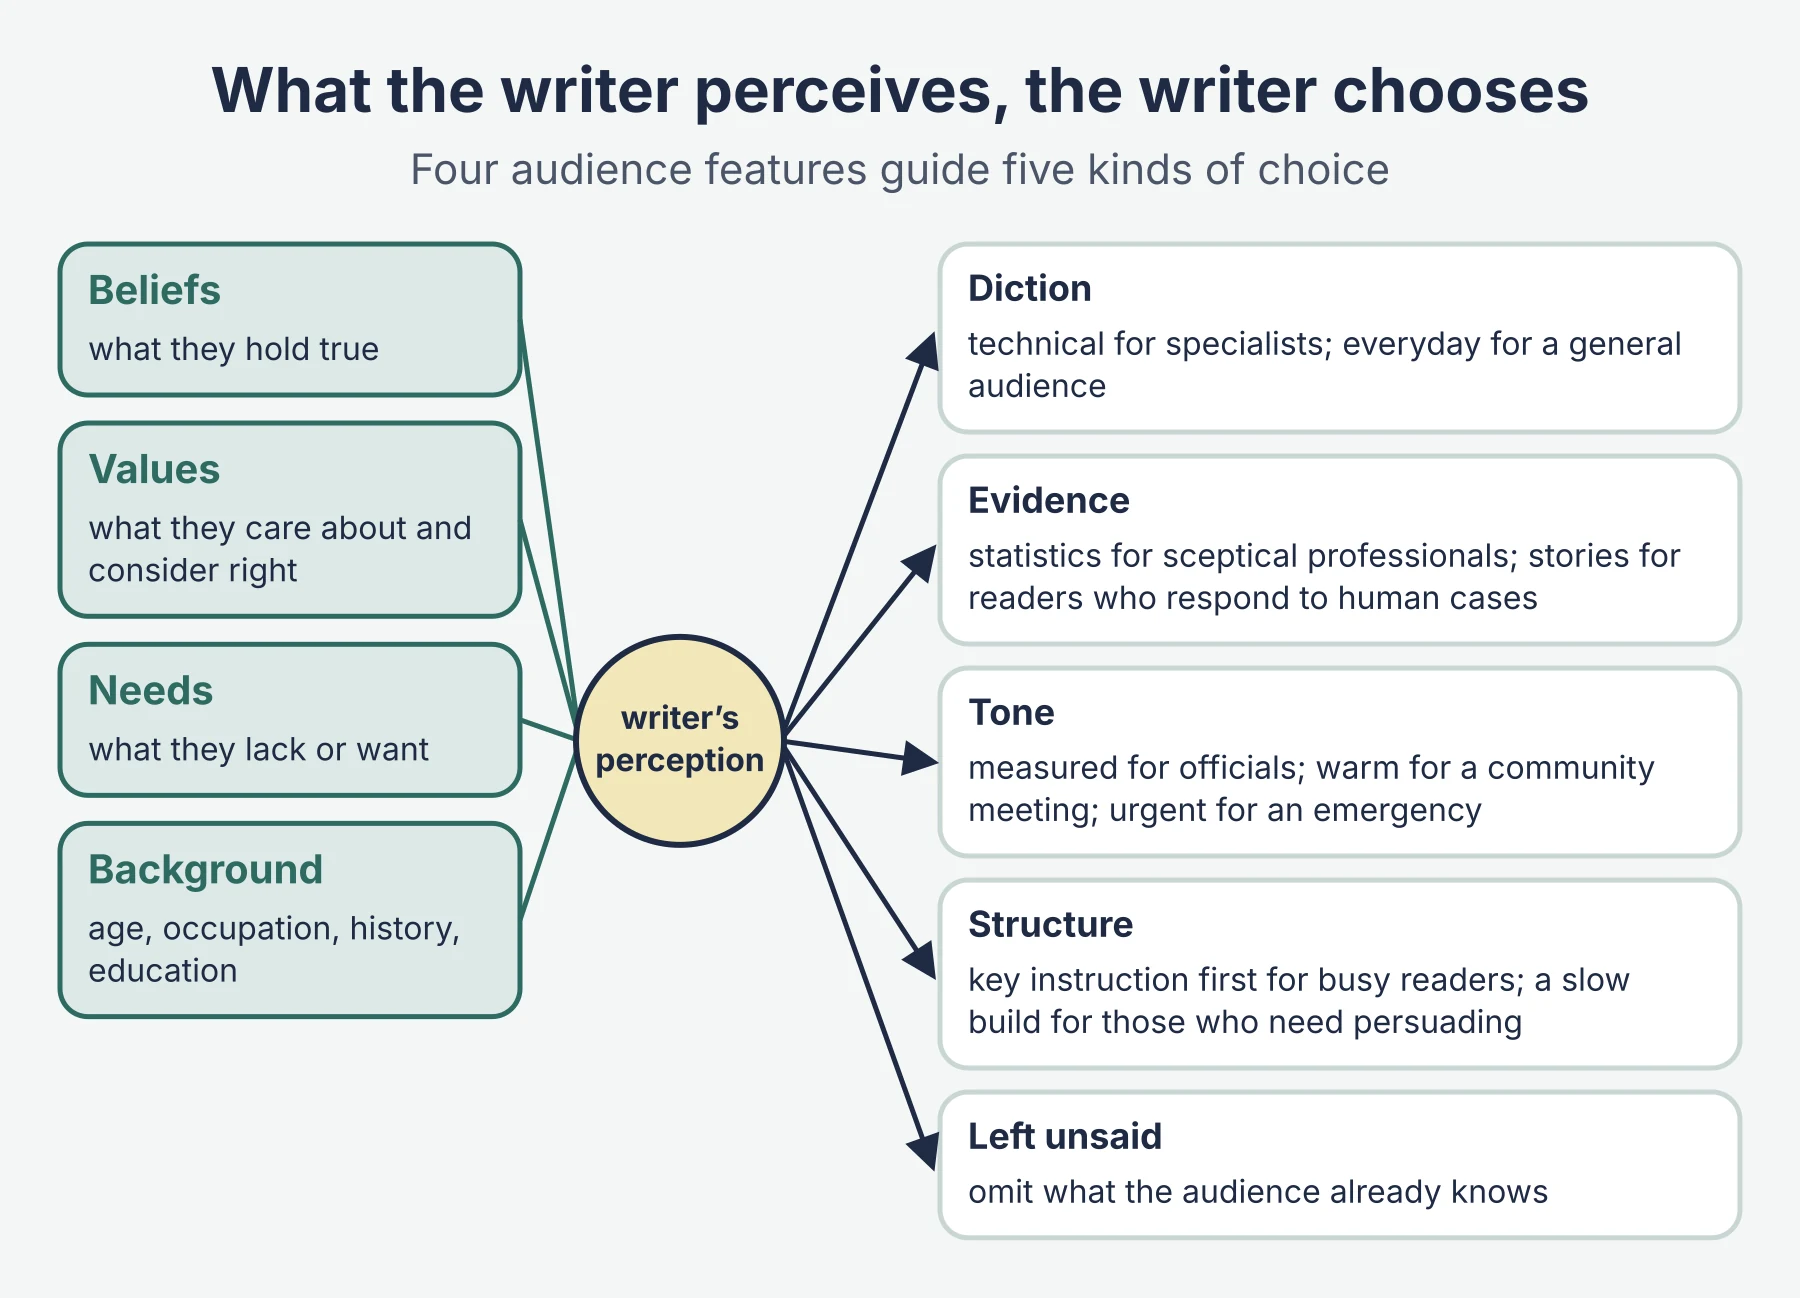 What the writer perceives, the writer chooses
Four audience features guide five kinds of choice
Beliefs
what they hold true
Values
what they care about and
consider right
Needs
what they lack or want
Background
age, occupation, history,
education
writer’s
perception
Diction
technical for specialists; everyday for a general
audience
Evidence
statistics for sceptical professionals; stories for
readers who respond to human cases
Tone
measured for officials; warm for a community
meeting; urgent for an emergency
Structure
key instruction first for busy readers; a slow
build for those who need persuading
Left unsaid
omit what the audience already knows